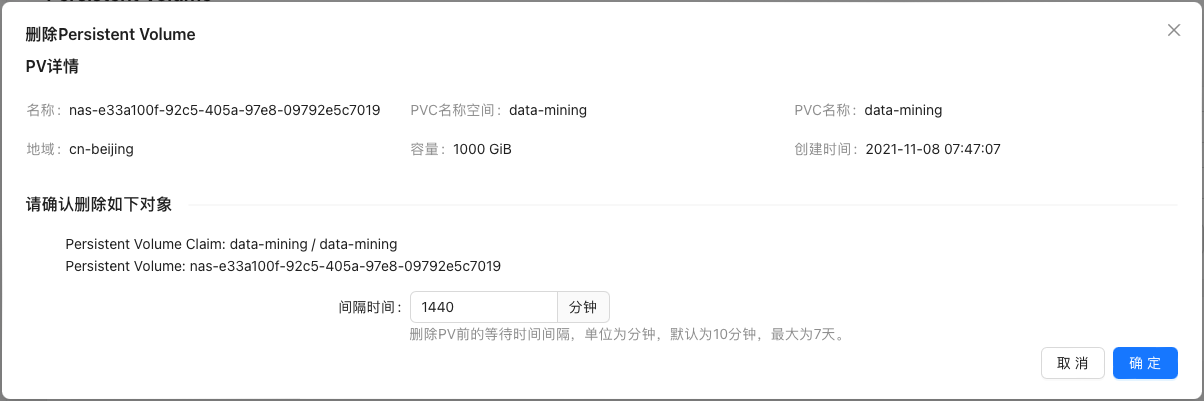 删除Persistent Volume
PV详情
名称：nas-e33a100f-92c5-405a-97e8-09792e5c7019 PVC名称空间：data-mining PVC名称：data-mining
地域：cn-beijing 容量：1000 GiB 创建时间：2021-11-08 07:47:07
请确认删除如下对象
Persistent Volume Claim: data-mining / data-mining
Persistent Volume: nas-e33a100f-92c5-405a-97e8-09792e5c7019
间隔时间：1440 分钟
删除PV前的等待时间间隔，单位为分钟，默认为10分钟，最大为7天。
取 消 确 定